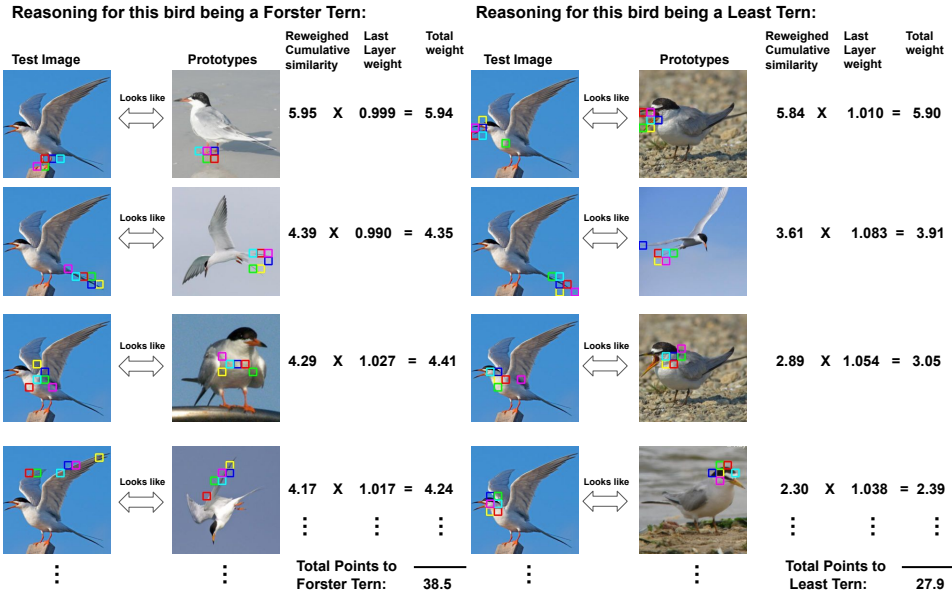 Reasoning for this bird being a Forster Tern:
Test Image
Prototypes
Reweighed
Cumulative
similarity
Last
Layer
weight
Total
weight
Looks like
5.95 X 0.999 = 5.94
Looks like
4.39 X 0.990 = 4.35
Looks like
4.29 X 1.027 = 4.41
Looks like
4.17 X 1.017 = 4.24
Total Points to
Forster Tern: 38.5
Reasoning for this bird being a Least Tern:
Test Image
Prototypes
Reweighed
Cumulative
similarity
Last
Layer
weight
Total
weight
Looks like
5.84 X 1.010 = 5.90
Looks like
3.61 X 1.083 = 3.91
Looks like
2.89 X 1.054 = 3.05
Looks like
2.30 X 1.038 = 2.39
Total Points to
Least Tern: 27.9